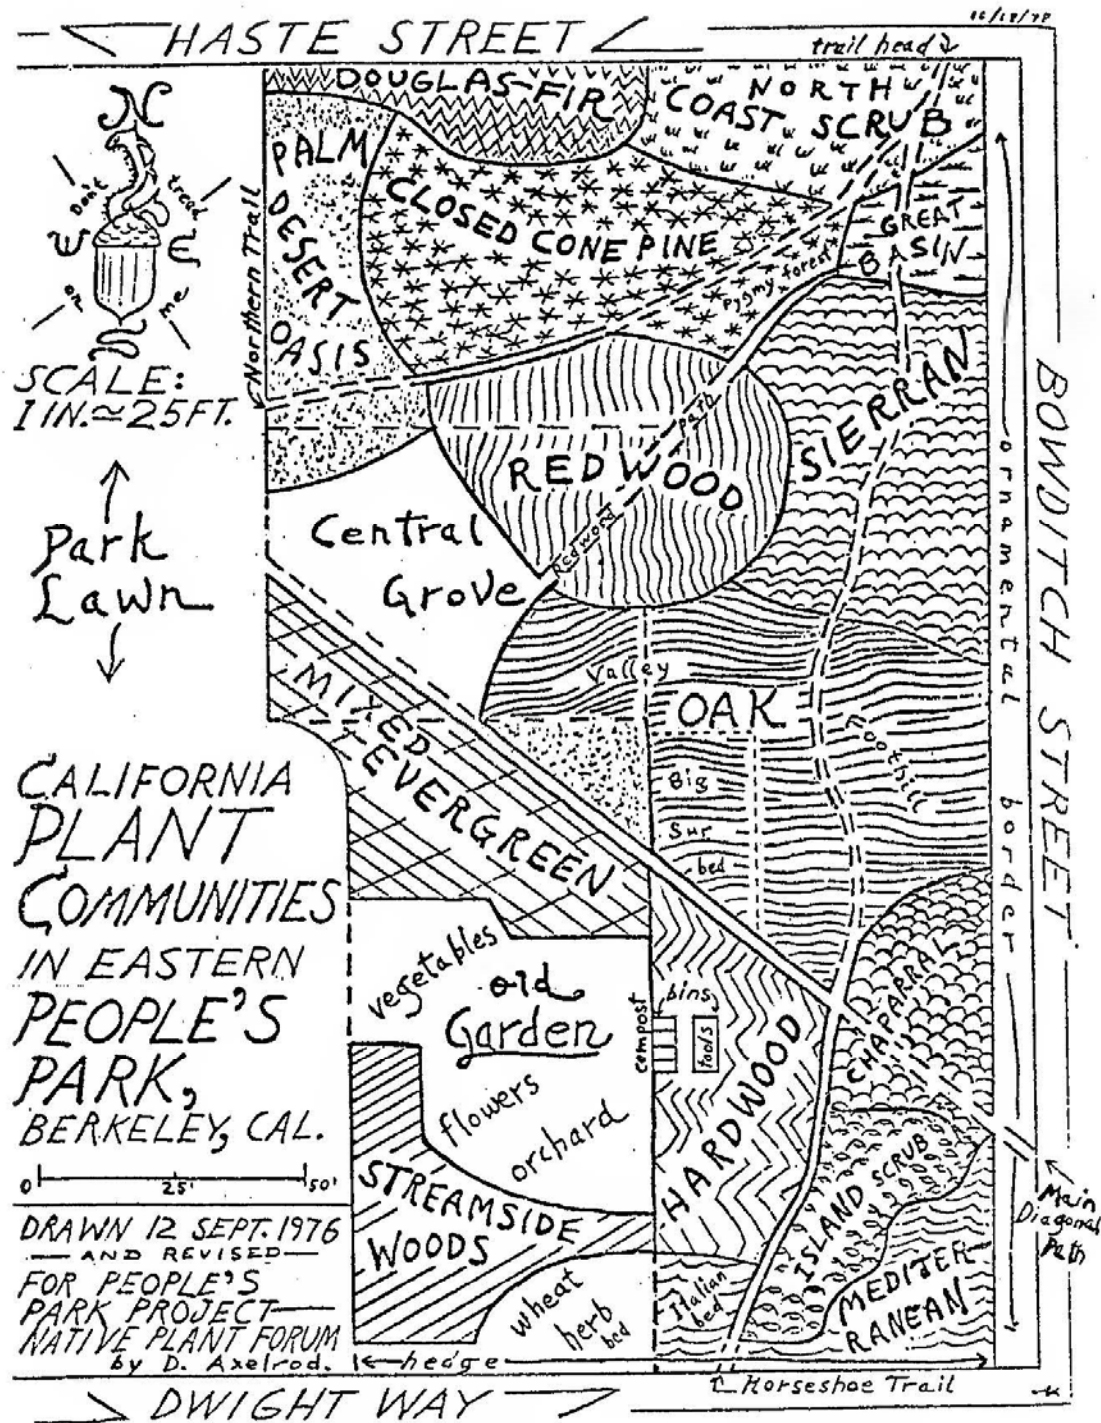 HASTE STREET
trail head
N
Don't tread
W E
on me
S
SCALE:
1 IN.≃25FT.
Northern Trail
DOUGLAS-FIR
NORTH
COAST SCRUB
PALM
DESERT
OASIS
CLOSED CONE PINE
pygmy forest
GREAT
BASIN
SIERRAN
REDWOOD
Redwood Path
Park
Lawn
Central
Grove
BOWDITCH STREET
ornamental border
Valley
OAK
Foothill
Big
Sur
bed
MIXED
EVERGREEN
CALIFORNIA
PLANT
COMMUNITIES
IN EASTERN
PEOPLE'S
PARK,
BERKELEY, CAL.
0 25' 50'
vegetables
old
Garden
flowers
orchard
compost
bins
tools
HARDWOOD
CHAPARRAL
ISLAND SCRUB
MEDITER
RANEAN
Main
Diagonal
Path
STREAMSIDE
WOODS
wheat
herb
bed
Italian
bed
DRAWN 12 SEPT. 1976
— AND REVISED —
FOR PEOPLE'S
PARK PROJECT—
NATIVE PLANT FORUM
by D. Axelrod.
hedge
Horseshoe Trail
DWIGHT WAY